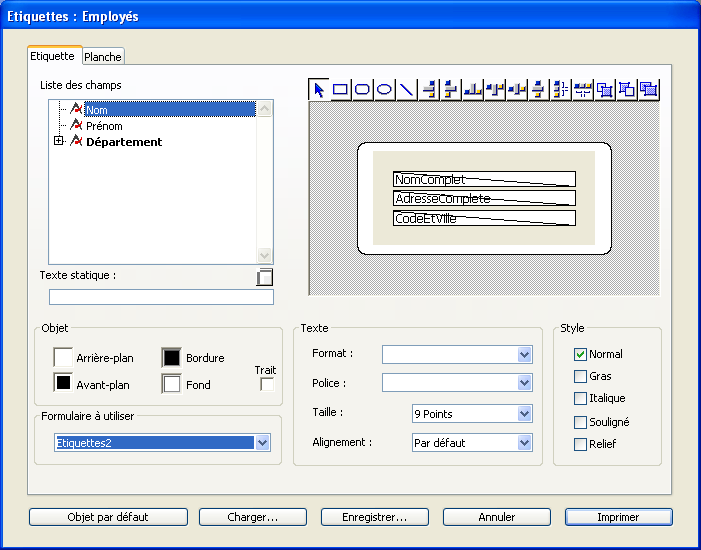 Etiquettes : Employés
Etiquette
Planche
Liste des champs
Nom
Prénom
Département
NomComplet
AdresseComplete
CodeEtVille
Texte statique :
Objet
Arrière-plan
Bordure
Trait
Avant-plan
Fond
Formulaire à utiliser
Etiquettes2
Texte
Format :
Police :
Taille :
9 Points
Alignement :
Par défaut
Style
Normal
Gras
Italique
Souligné
Relief
Objet par défaut
Charger...
Enregistrer...
Annuler
Imprimer